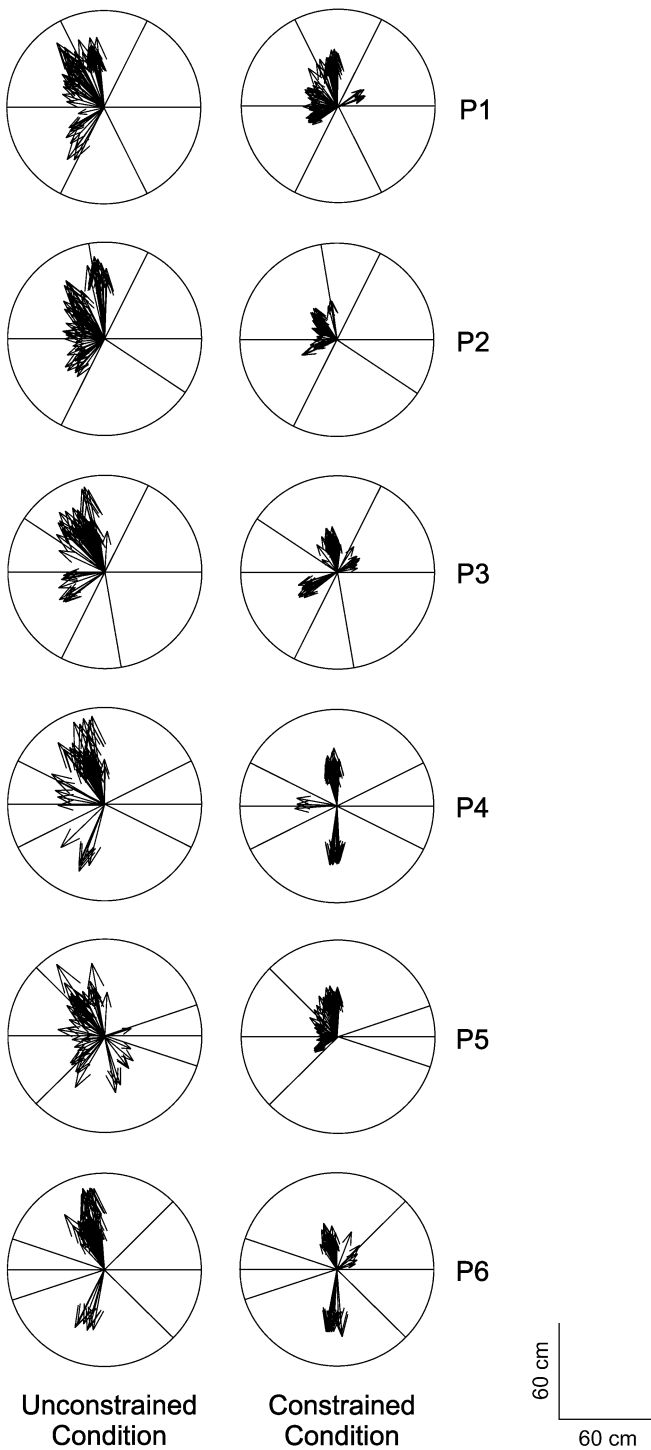 P1
P2
P3
P4
P5
P6
Unconstrained
Condition
Constrained
Condition
60 cm
60 cm